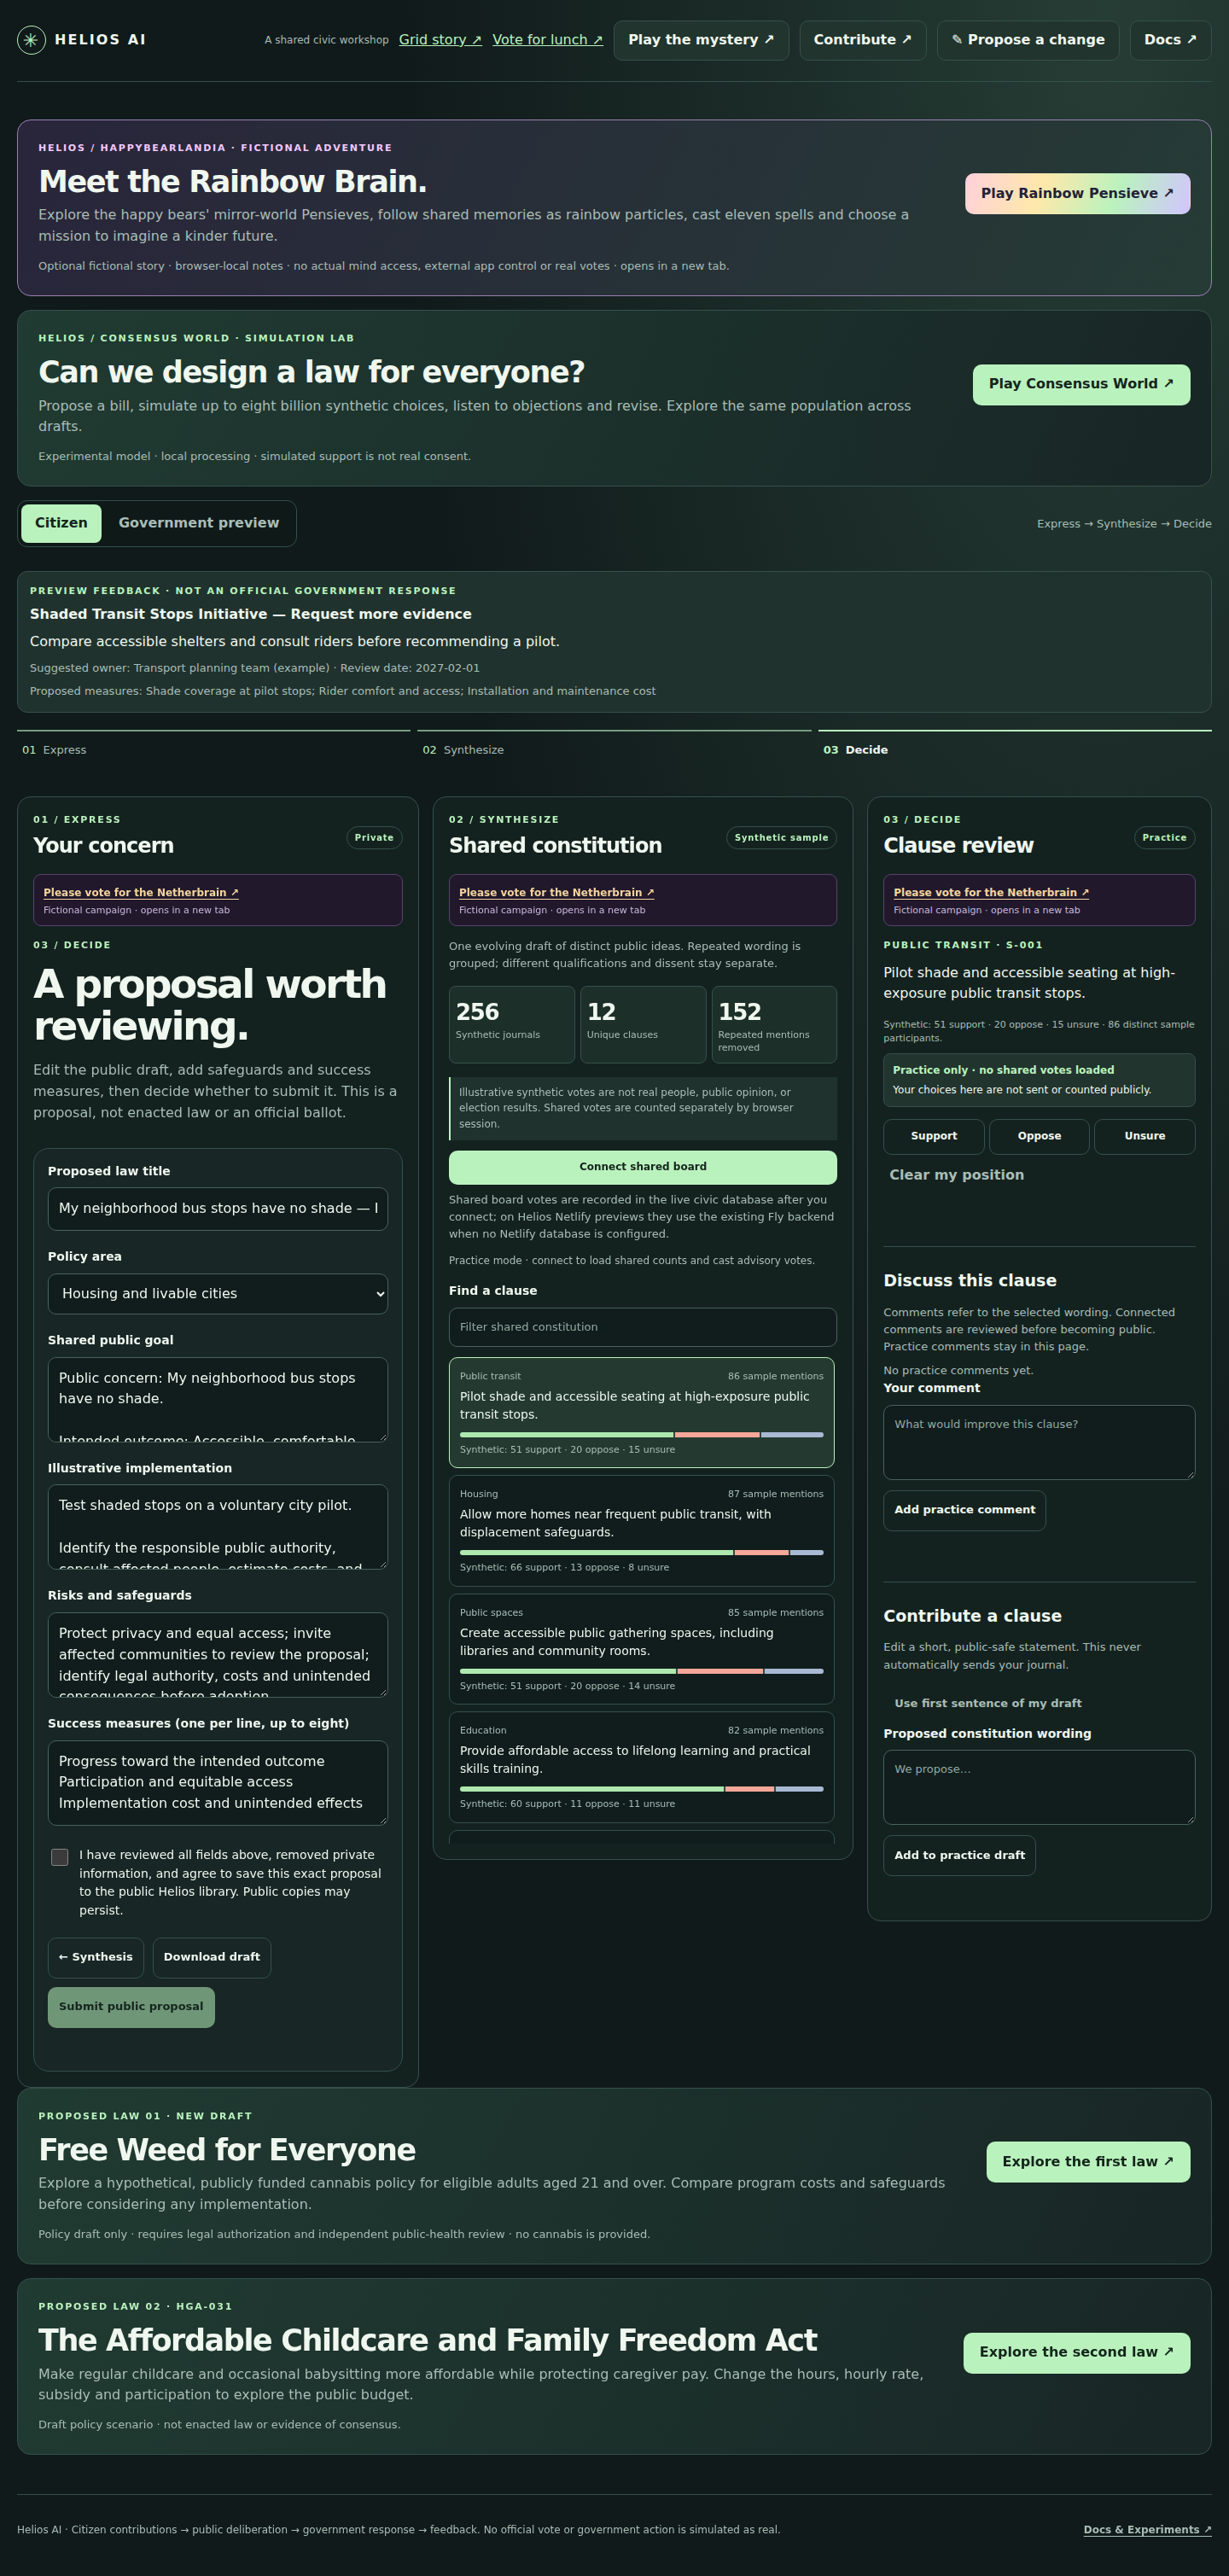 HELIOS AI
A shared civic workshop
Grid story ↗
Vote for lunch ↗
Play the mystery ↗
Contribute ↗
✎ Propose a change
Docs ↗
HELIOS / HAPPYBEARLANDIA · FICTIONAL ADVENTURE
Meet the Rainbow Brain.
Explore the happy bears' mirror-world Pensieves, follow shared memories as rainbow particles, cast eleven spells and choose a
mission to imagine a kinder future.
Optional fictional story · browser-local notes · no actual mind access, external app control or real votes · opens in a new tab.
Play Rainbow Pensieve ↗
HELIOS / CONSENSUS WORLD · SIMULATION LAB
Can we design a law for everyone?
Propose a bill, simulate up to eight billion synthetic choices, listen to objections and revise. Explore the same population across
drafts.
Experimental model · local processing · simulated support is not real consent.
Play Consensus World ↗
Citizen
Government preview
Express → Synthesize → Decide
PREVIEW FEEDBACK · NOT AN OFFICIAL GOVERNMENT RESPONSE
Shaded Transit Stops Initiative — Request more evidence
Compare accessible shelters and consult riders before recommending a pilot.
Suggested owner: Transport planning team (example) · Review date: 2027-02-01
Proposed measures: Shade coverage at pilot stops; Rider comfort and access; Installation and maintenance cost
01 Express
02 Synthesize
03 Decide
01 / EXPRESS
Your concern
Private
Please vote for the Netherbrain ↗
Fictional campaign · opens in a new tab
03 / DECIDE
A proposal worth
reviewing.
Edit the public draft, add safeguards and success
measures, then decide whether to submit it. This is a
proposal, not enacted law or an official ballot.
Proposed law title
My neighborhood bus stops have no shade — I
Policy area
Housing and livable cities
Shared public goal
Public concern: My neighborhood bus stops
have no shade.
Intended outcome: Accessible, comfortable
Illustrative implementation
Test shaded stops on a voluntary city pilot.
Identify the responsible public authority,
consult affected people, estimate costs, and
Risks and safeguards
Protect privacy and equal access; invite
affected communities to review the proposal;
identify legal authority, costs and unintended
consequences before adoption.
Success measures (one per line, up to eight)
Progress toward the intended outcome
Participation and equitable access
Implementation cost and unintended effects
I have reviewed all fields above, removed private
information, and agree to save this exact proposal
to the public Helios library. Public copies may
persist.
← Synthesis
Download draft
Submit public proposal
02 / SYNTHESIZE
Shared constitution
Synthetic sample
Please vote for the Netherbrain ↗
Fictional campaign · opens in a new tab
One evolving draft of distinct public ideas. Repeated wording is
grouped; different qualifications and dissent stay separate.
256
Synthetic journals
12
Unique clauses
152
Repeated mentions
removed
Illustrative synthetic votes are not real people, public opinion, or
election results. Shared votes are counted separately by browser
session.
Connect shared board
Shared board votes are recorded in the live civic database after you
connect; on Helios Netlify previews they use the existing Fly backend
when no Netlify database is configured.
Practice mode · connect to load shared counts and cast advisory votes.
Find a clause
Filter shared constitution
Public transit
86 sample mentions
Pilot shade and accessible seating at high-exposure public
transit stops.
Synthetic: 51 support · 20 oppose · 15 unsure
Housing
87 sample mentions
Allow more homes near frequent public transit, with
displacement safeguards.
Synthetic: 66 support · 13 oppose · 8 unsure
Public spaces
85 sample mentions
Create accessible public gathering spaces, including
libraries and community rooms.
Synthetic: 51 support · 20 oppose · 14 unsure
Education
82 sample mentions
Provide affordable access to lifelong learning and practical
skills training.
Synthetic: 60 support · 11 oppose · 11 unsure
03 / DECIDE
Clause review
Practice
Please vote for the Netherbrain ↗
Fictional campaign · opens in a new tab
PUBLIC TRANSIT · S-001
Pilot shade and accessible seating at high-
exposure public transit stops.
Synthetic: 51 support · 20 oppose · 15 unsure · 86 distinct sample
participants.
Practice only · no shared votes loaded
Your choices here are not sent or counted publicly.
Support
Oppose
Unsure
Clear my position
Discuss this clause
Comments refer to the selected wording. Connected
comments are reviewed before becoming public.
Practice comments stay in this page.
No practice comments yet.
Your comment
What would improve this clause?
Add practice comment
Contribute a clause
Edit a short, public-safe statement. This never
automatically sends your journal.
Use first sentence of my draft
Proposed constitution wording
We propose...
Add to practice draft
PROPOSED LAW 01 · NEW DRAFT
Free Weed for Everyone
Explore a hypothetical, publicly funded cannabis policy for eligible adults aged 21 and over. Compare program costs and safeguards
before considering any implementation.
Policy draft only · requires legal authorization and independent public-health review · no cannabis is provided.
Explore the first law ↗
PROPOSED LAW 02 · HGA-031
The Affordable Childcare and Family Freedom Act
Make regular childcare and occasional babysitting more affordable while protecting caregiver pay. Change the hours, hourly rate,
subsidy and participation to explore the public budget.
Draft policy scenario · not enacted law or evidence of consensus.
Explore the second law ↗
Helios AI · Citizen contributions → public deliberation → government response → feedback. No official vote or government action is simulated as real.
Docs & Experiments ↗